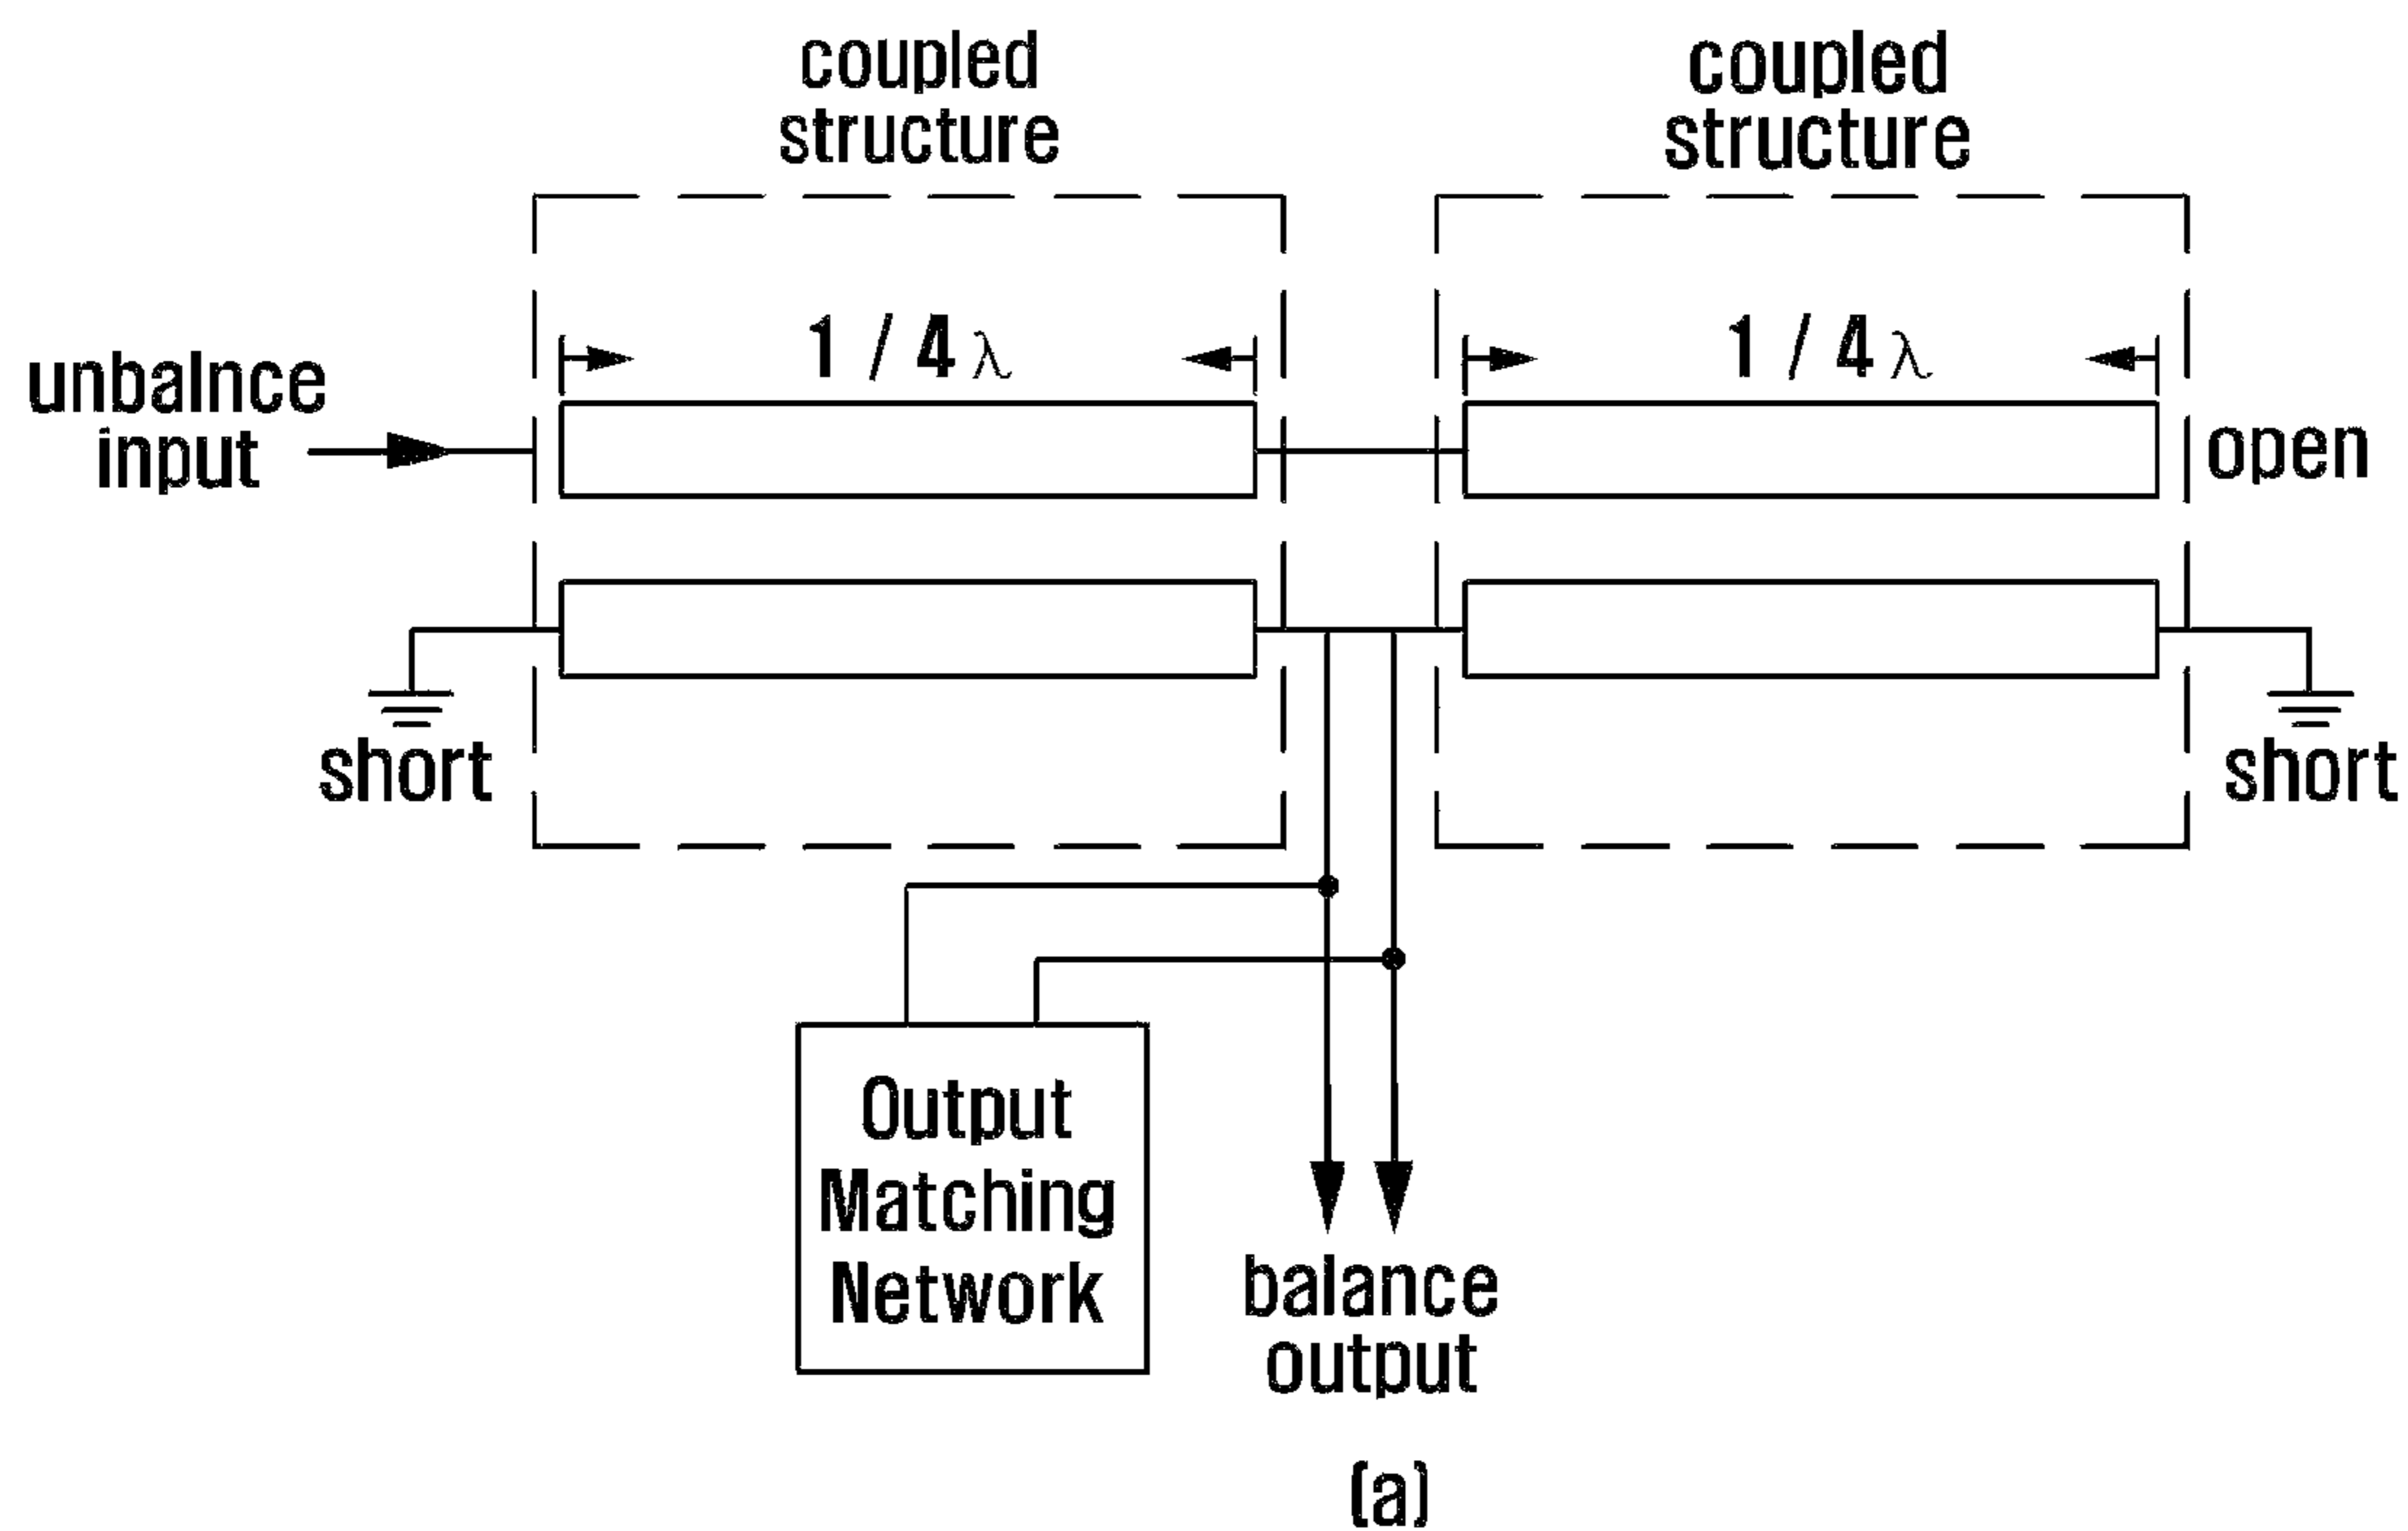 coupled
structure
coupled
structure
1 / 4 λ
1 / 4 λ
unbalnce
input
open
short
short
Output
Matching
Network
balance
output
(a)